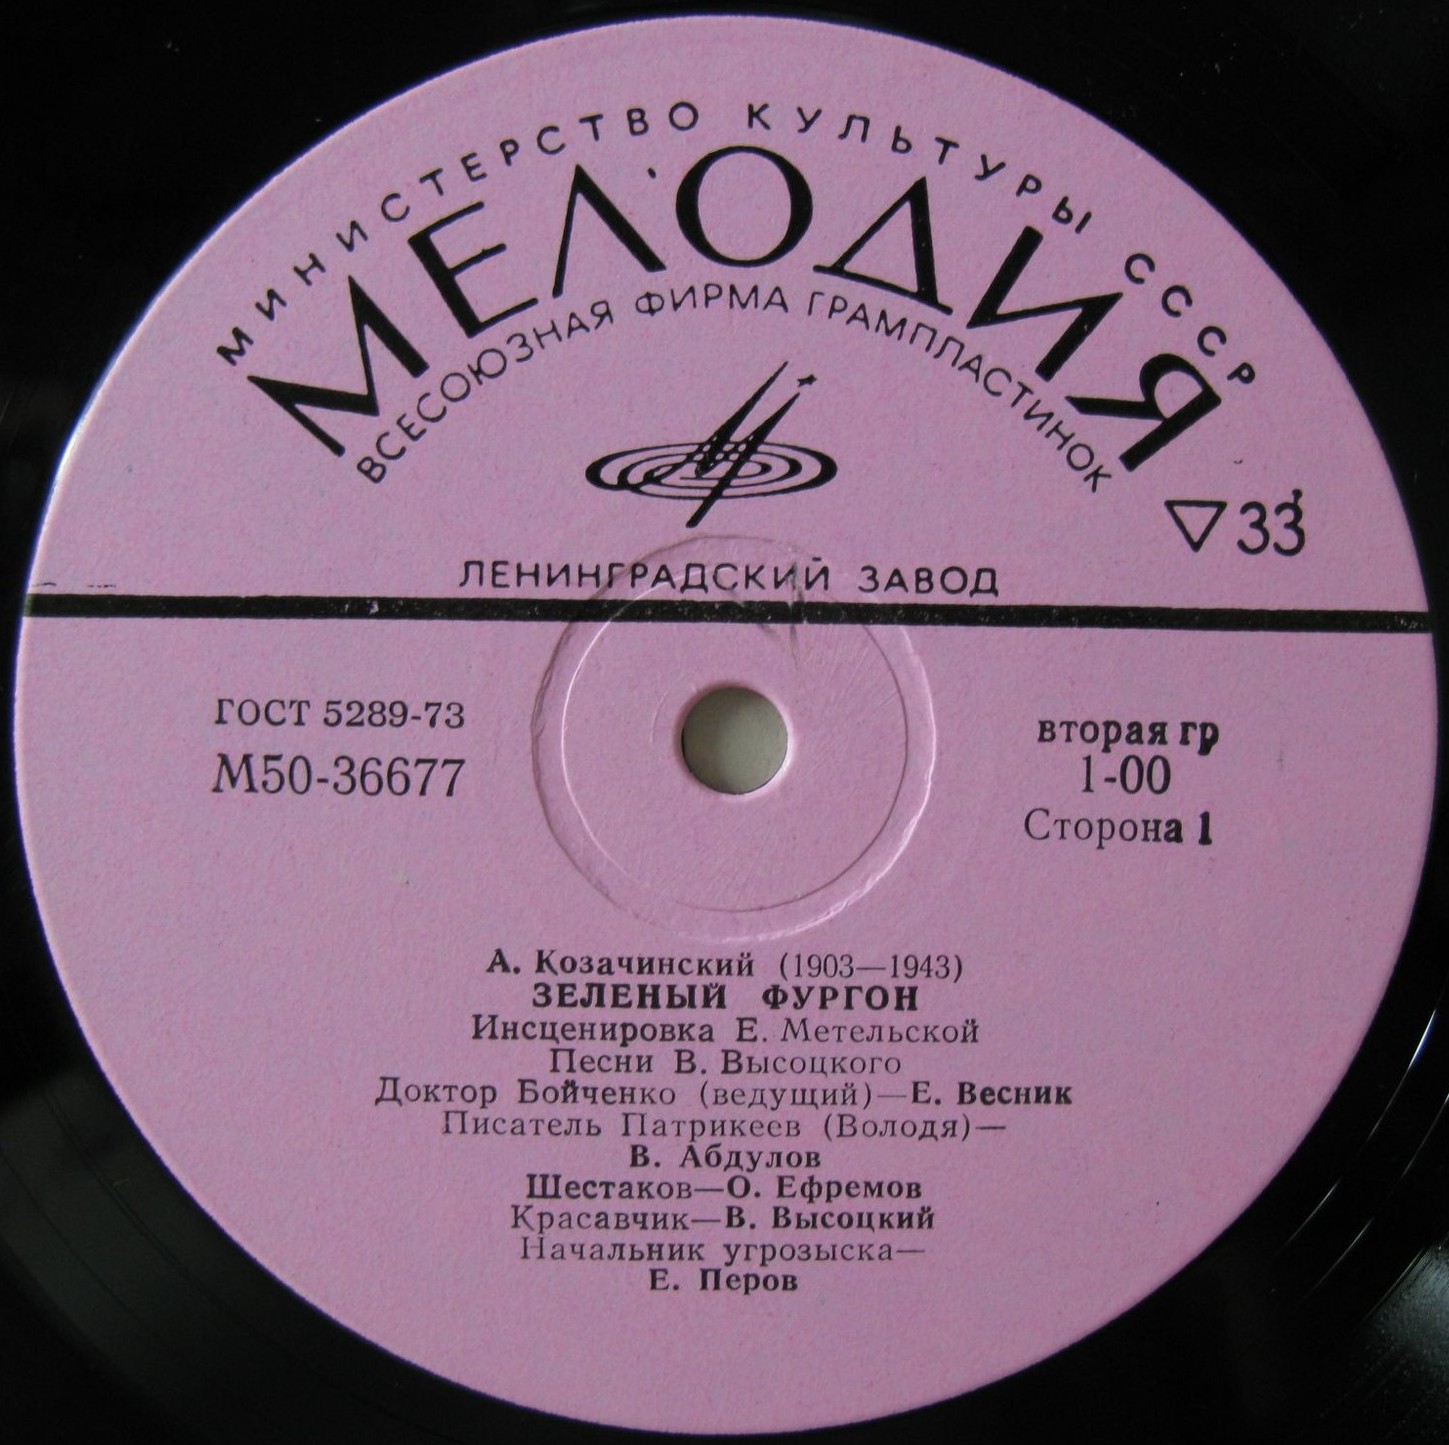 МИНИСТЕРСТВО КУЛЬТУРЫ СССР
МЕЛОДИЯ
ВСЕСОЮЗНАЯ ФИРМА ГРАМПЛАСТИНОК
33
ЛЕНИНГРАДСКИЙ ЗАВОД
ГОСТ 5289-73
М50-36677
вторая гр
1-00
Сторона 1
А. Козачинский (1903—1943)
ЗЕЛЕНЫЙ ФУРГОН
Инсценировка Е. Метельской
Песни В. Высоцкого
Доктор Бойченко (ведущий)—Е. Весник
Писатель Патрикеев (Володя)—
В. Абдулов
Шестаков—О. Ефремов
Красавчик—В. Высоцкий
Начальник угрозыска—
Е. Перов